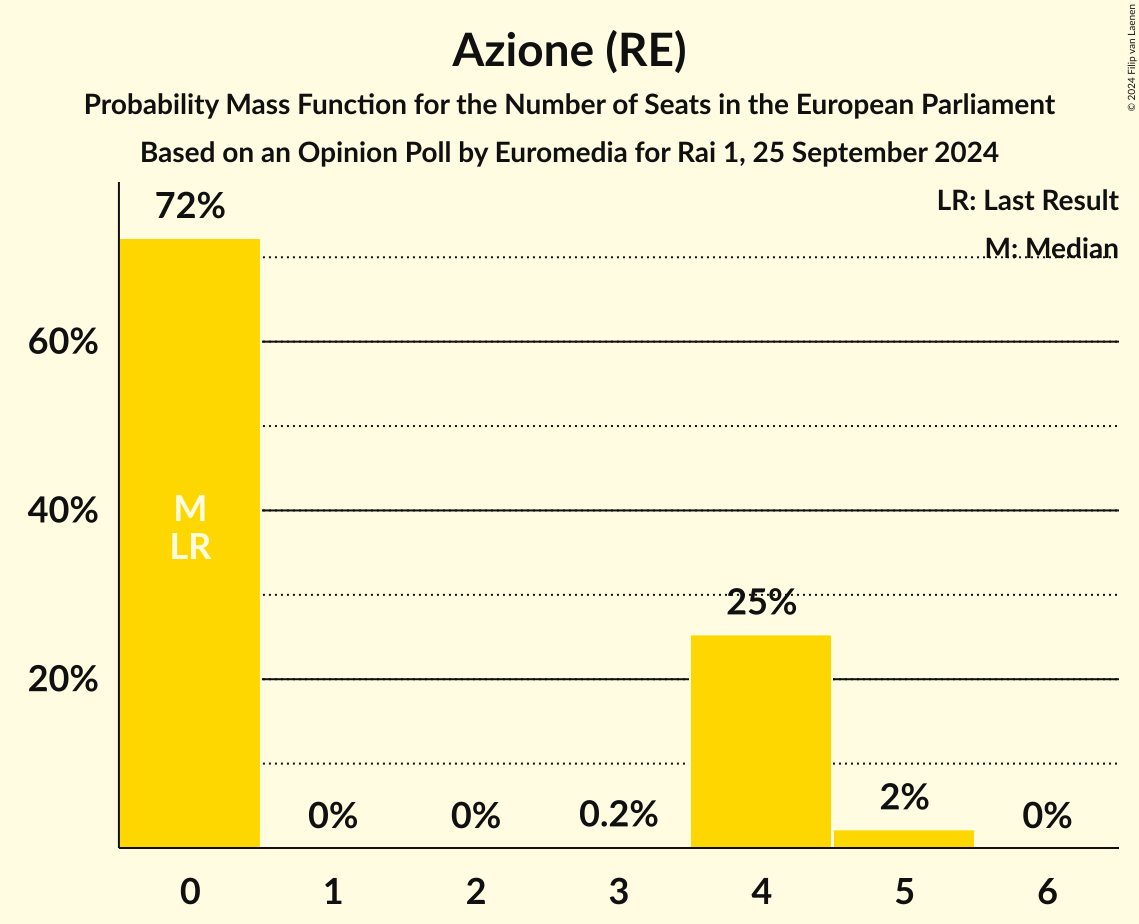 Azione (RE)
Probability Mass Function for the Number of Seats in the European Parliament
Based on an Opinion Poll by Euromedia for Rai 1, 25 September 2024
© 2024 Filip van Laenen
LR: Last Result
M: Median
72%
60%
40%
20%
M
LR
0%
0%
0.2%
25%
2%
0%
0
1
2
3
4
5
6